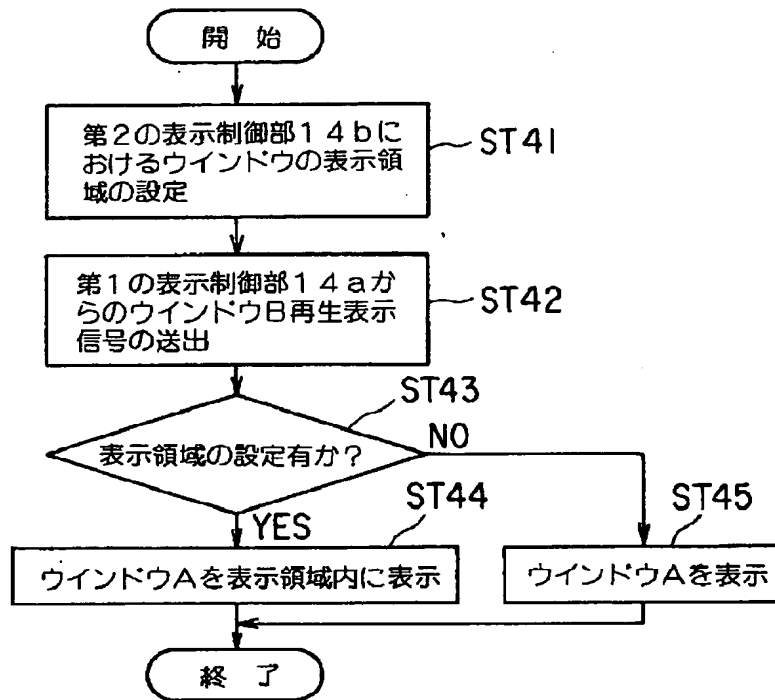 開 始
第２の表示制御部１４ｂに
おけるウインドウの表示領
域の設定
ST41
第１の表示制御部１４ａか
らのウインドウＢ再生表示
信号の送出
ST42
ST43
表示領域の設定有か？
NO
YES
ST44
ウインドウＡを表示領域内に表示
ST45
ウインドウＡを表示
終 了